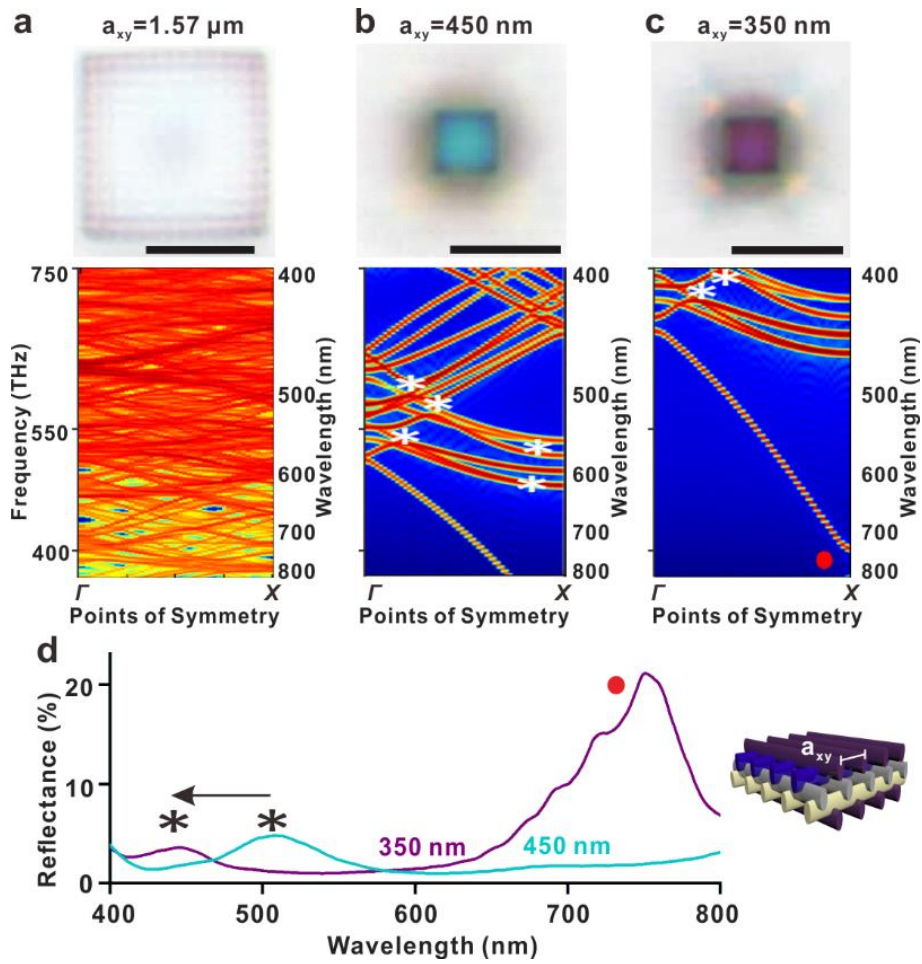 a
a_xy=1.57 µm
b
a_xy=450 nm
c
a_xy=350 nm
Frequency (THz)
750
550
400
400
500
600
700
800
Wavelength (nm)
Γ
X
Points of Symmetry
400
500
600
700
800
Wavelength (nm)
Γ
X
Points of Symmetry
400
500
600
700
800
Wavelength (nm)
Γ
X
Points of Symmetry
d
Reflectance (%)
20
10
0
*
*
350 nm
450 nm
400
500
600
700
800
Wavelength (nm)
a_xy